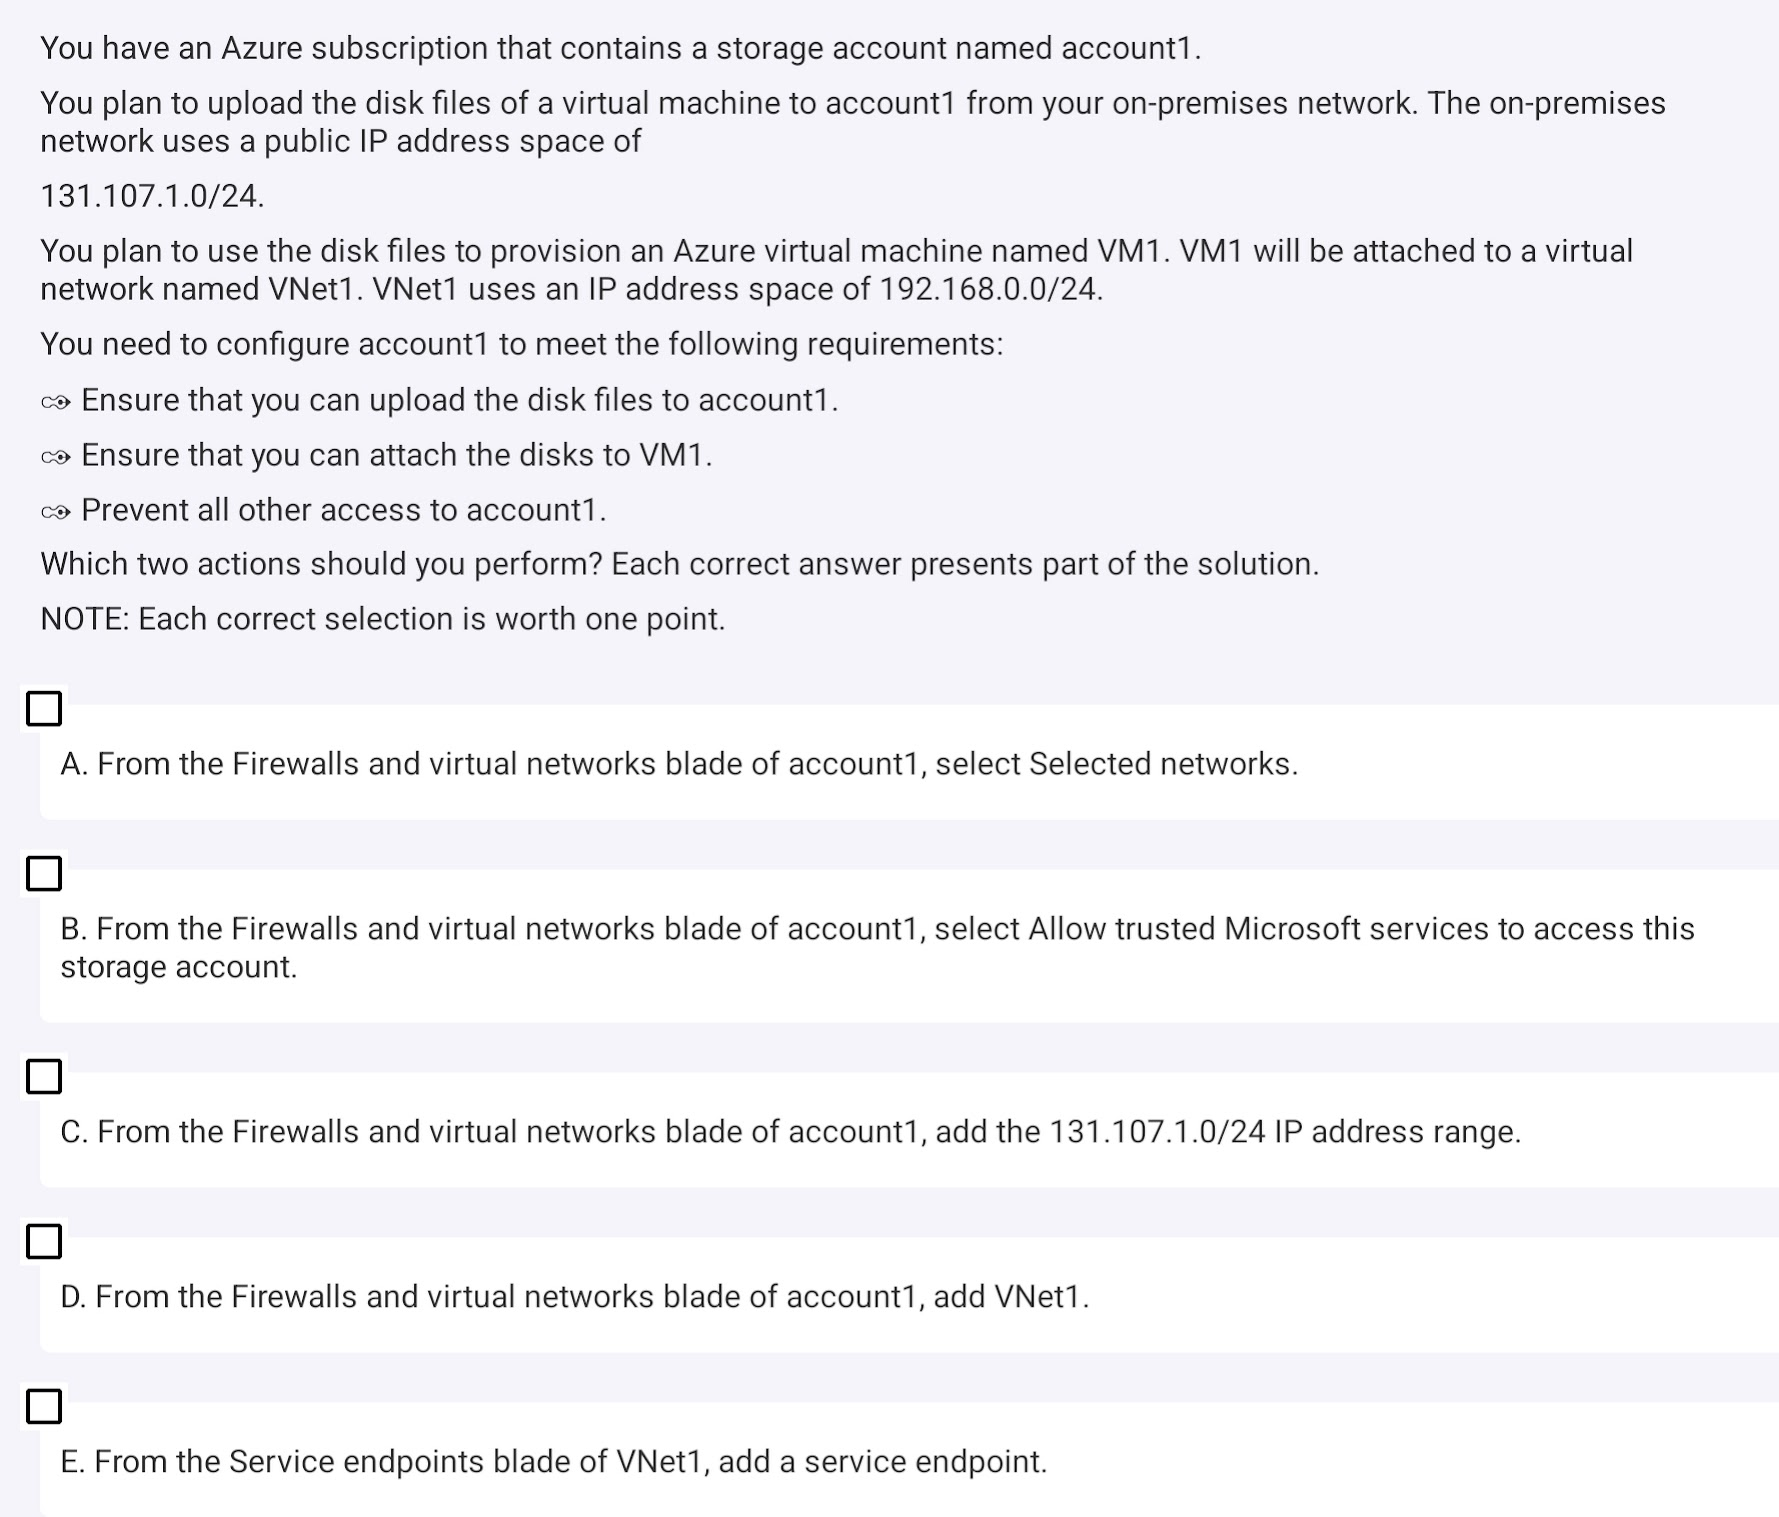 You have an Azure subscription that contains a storage account named account1.
You plan to upload the disk files of a virtual machine to account1 from your on-premises network. The on-premises
network uses a public IP address space of
131.107.1.0/24.
You plan to use the disk files to provision an Azure virtual machine named VM1. VM1 will be attached to a virtual
network named VNet1. VNet1 uses an IP address space of 192.168.0.0/24.
You need to configure account1 to meet the following requirements:
Ensure that you can upload the disk files to account1.
Ensure that you can attach the disks to VM1.
Prevent all other access to account1.
Which two actions should you perform? Each correct answer presents part of the solution.
NOTE: Each correct selection is worth one point.
A. From the Firewalls and virtual networks blade of account1, select Selected networks.
B. From the Firewalls and virtual networks blade of account1, select Allow trusted Microsoft services to access this
storage account.
C. From the Firewalls and virtual networks blade of account1, add the 131.107.1.0/24 IP address range.
D. From the Firewalls and virtual networks blade of account1, add VNet1.
E. From the Service endpoints blade of VNet1, add a service endpoint.